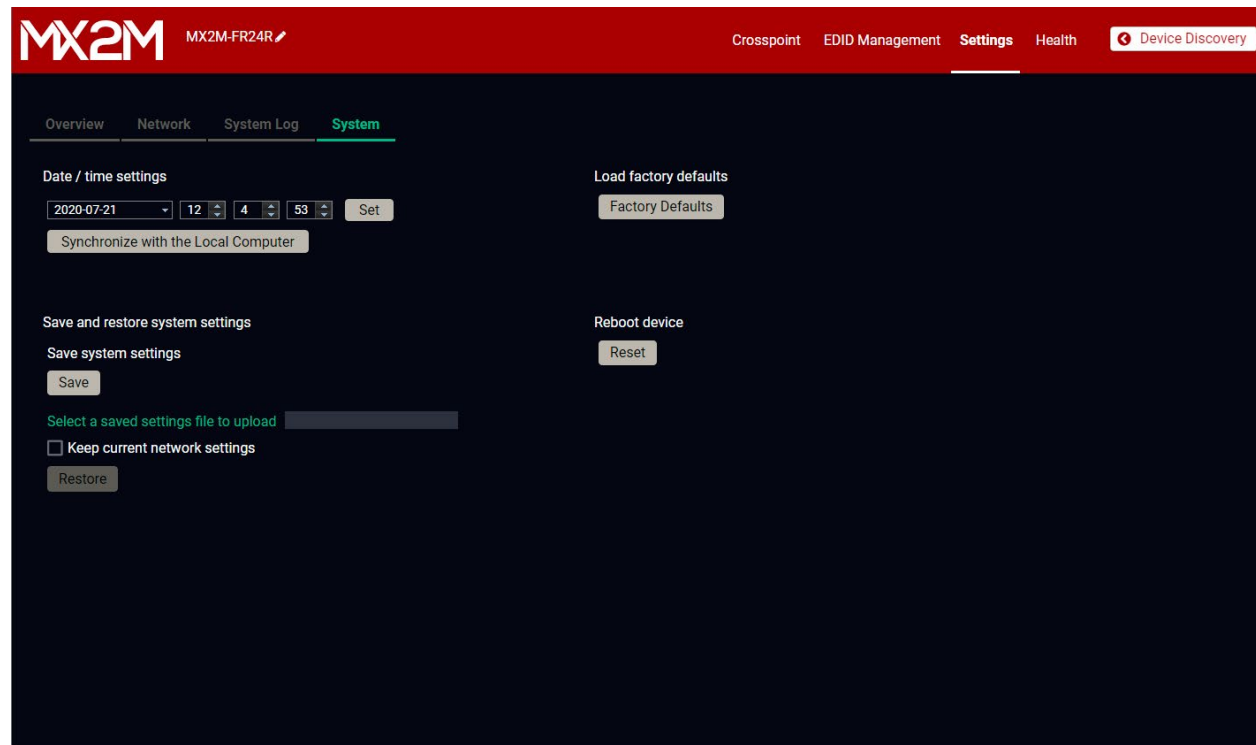 MX2M MX2M-FR24R Crosspoint EDID Management Settings Health Device Discovery
Overview Network System Log System
Date / time settings
2020-07-21 12 4 53 Set
Synchronize with the Local Computer
Load factory defaults
Factory Defaults
Save and restore system settings
Save system settings
Save
Select a saved settings file to upload
Keep current network settings
Restore
Reboot device
Reset